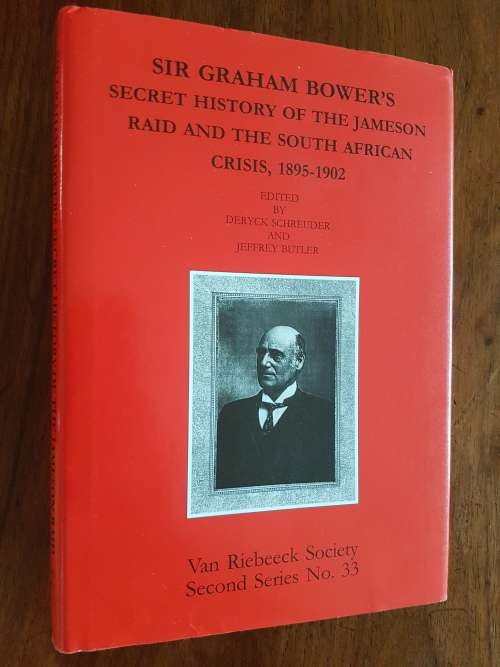 SIR GRAHAM BOWER'S
SECRET HISTORY OF THE JAMESON
RAID AND THE SOUTH AFRICAN
CRISIS, 1895-1902
EDITED
BY
DERYCK SCHREUDER
AND
JEFFREY BUTLER
Van Riebeeck Society
Second Series No. 33